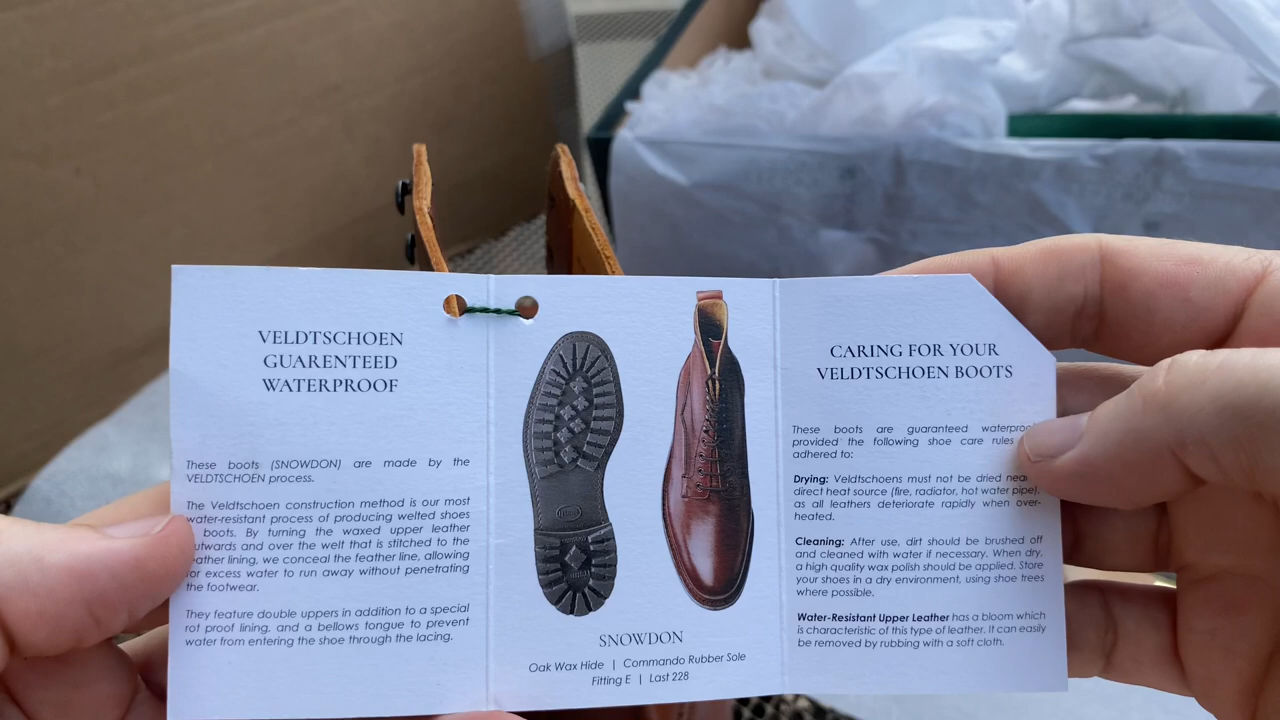 VELDTSCHOEN
GUARENTEED
WATERPROOF
These boots (SNOWDON) are made by the
VELDTSCHOEN process.
The Veldtschoen construction method is our most
water-resistant process of producing welted shoes
boots. By turning the waxed upper leather
outwards and over the welt that is stitched to the
leather lining, we conceal the feather line, allowing
for excess water to run away without penetrating
the footwear.
They feature double uppers in addition to a special
rot proof lining, and a bellows tongue to prevent
water from entering the shoe through the lacing.
SNOWDON
Oak Wax Hide | Commando Rubber Sole
Fitting E | Last 228
CARING FOR YOUR
VELDTSCHOEN BOOTS
These boots are guaranteed waterproof
provided the following shoe care rules
adhered to:
Drying: Veldtschoens must not be dried near
direct heat source (fire, radiator, hot water pipe),
as all leathers deteriorate rapidly when over-
heated.
Cleaning: After use, dirt should be brushed off
and cleaned with water if necessary. When dry,
a high quality wax polish should be applied. Store
your shoes in a dry environment, using shoe trees
where possible.
Water-Resistant Upper Leather has a bloom which
is characteristic of this type of leather. It can easily
be removed by rubbing with a soft cloth.